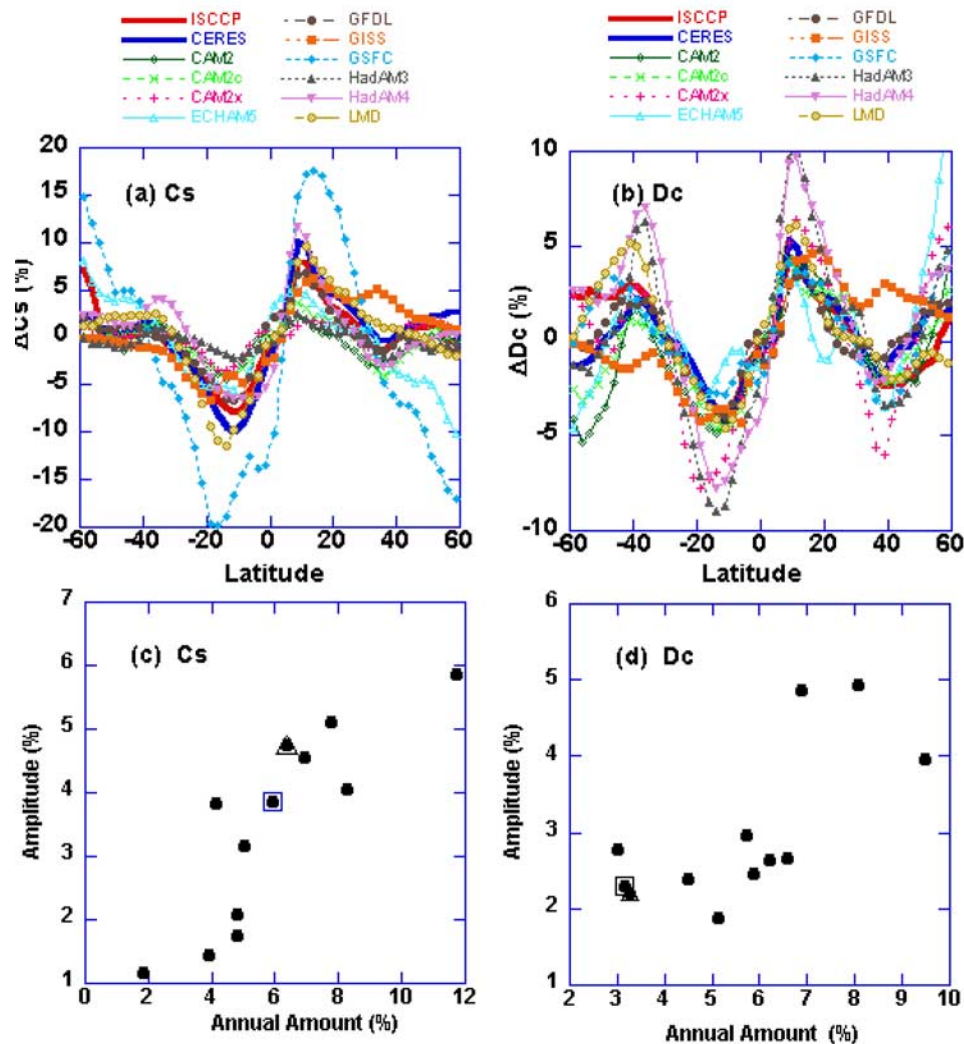 ISCCP GFDL ISCCP GFDL
CERES GISS CERES GISS
CAM2 GSFC CAM2 GSFC
CAM2c HadAM3 CAM2c HadAM3
CAM2x HadAM4 CAM2x HadAM4
ECHAM5 LMD ECHAM5 LMD
(a) Cs
ΔCs (%)
20
15
10
5
0
-5
-10
-15
-20
-60 -40 -20 0 20 40 60
Latitude
(b) Dc
ΔDc (%)
10
5
0
-5
-10
-60 -40 -20 0 20 40 60
Latitude
(c) Cs
Amplitude (%)
7
6
5
4
3
2
1
0 2 4 6 8 10 12
Annual Amount (%)
(d) Dc
Amplitude (%)
6
5
4
3
2
1
2 3 4 5 6 7 8 9 10
Annual Amount (%)